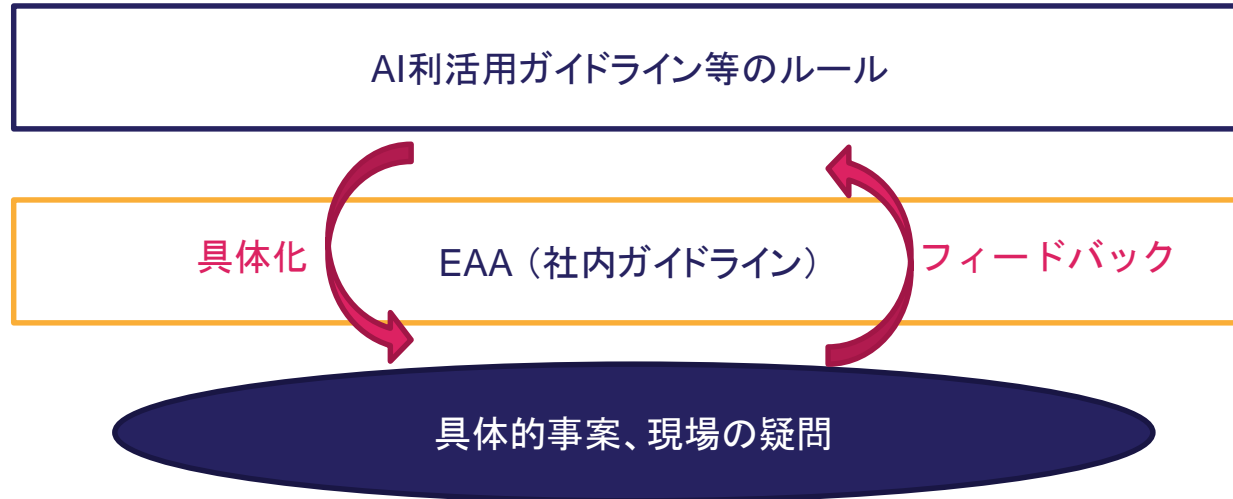 AI利活用ガイドライン等のルール
具体化
EAA（社内ガイドライン）
フィードバック
具体的事案、現場の疑問